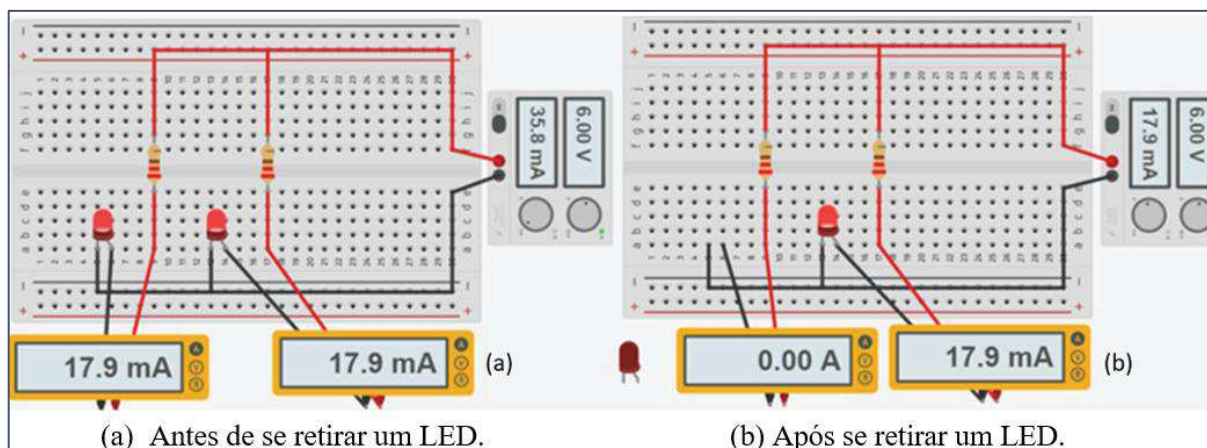 35.8 mA
6.00 V
17.9 mA
17.9 mA
(a)
17.9 mA
6.00 V
0.00 A
17.9 mA
(b)
(a) Antes de se retirar um LED.
(b) Após se retirar um LED.